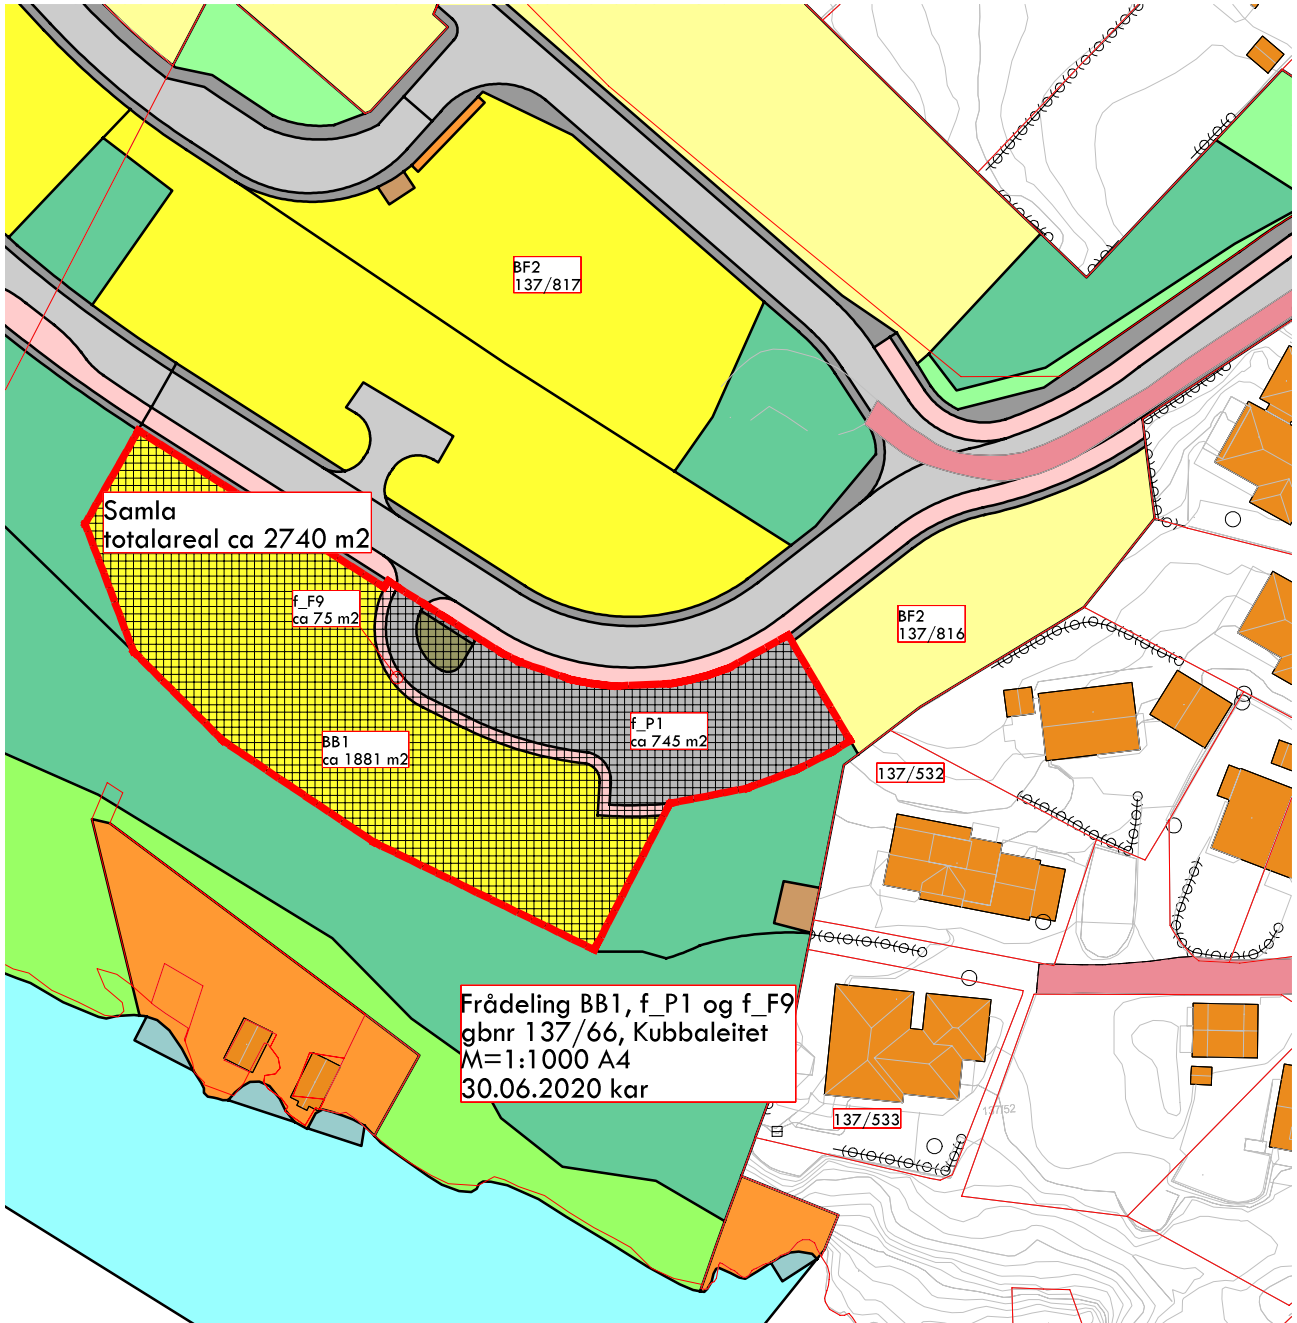 BF2
137/817
Samla
totalareal ca 2740 m2
f_F9
ca 75 m2
BF2
137/816
f_P1
ca 745 m2
BB1
ca 1881 m2
137/532
Frådeling BB1, f_P1 og f_F9
gbnr 137/66, Kubbaleitet
M=1:1000 A4
30.06.2020 kar
137/533
137/52